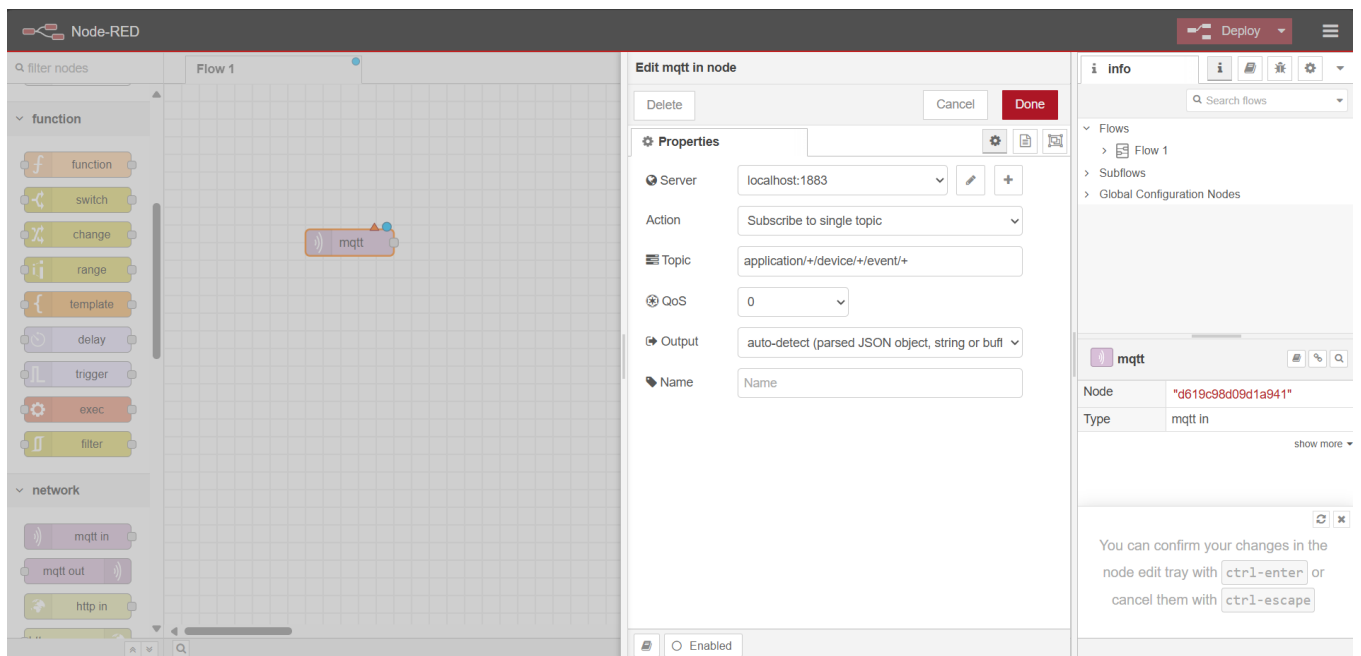 Node-RED
Deploy
filter nodes
Flow 1
function
function
switch
change
range
template
delay
trigger
exec
filter
network
mqtt in
mqtt out
http in
mqtt
Edit mqtt in node
Delete
Cancel
Done
Properties
Server
localhost:1883
Action
Subscribe to single topic
Topic
application/+/device/+/event/+
QoS
0
Output
auto-detect (parsed JSON object, string or buff
Name
Name
Enabled
i info
i
Search flows
Flows
Flow 1
Subflows
Global Configuration Nodes
mqtt
Node "d619c98d09d1a941"
Type mqtt in
show more
You can confirm your changes in the
node edit tray with ctrl-enter or
cancel them with ctrl-escape